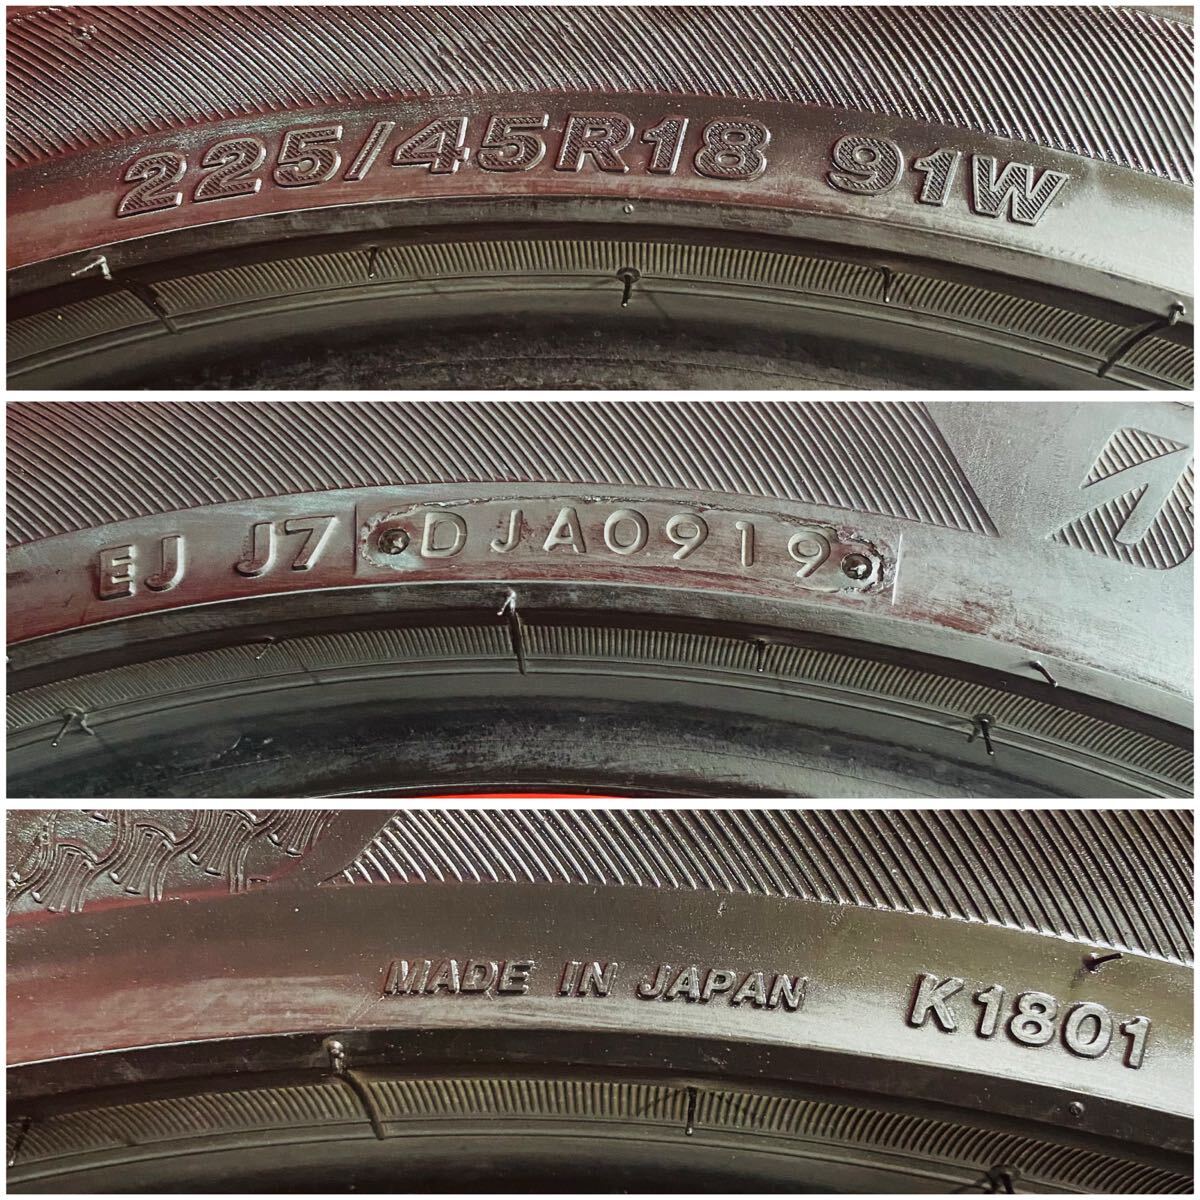 225/45R18 91W
EJ J7 DJA0919
MADE IN JAPAN K1801